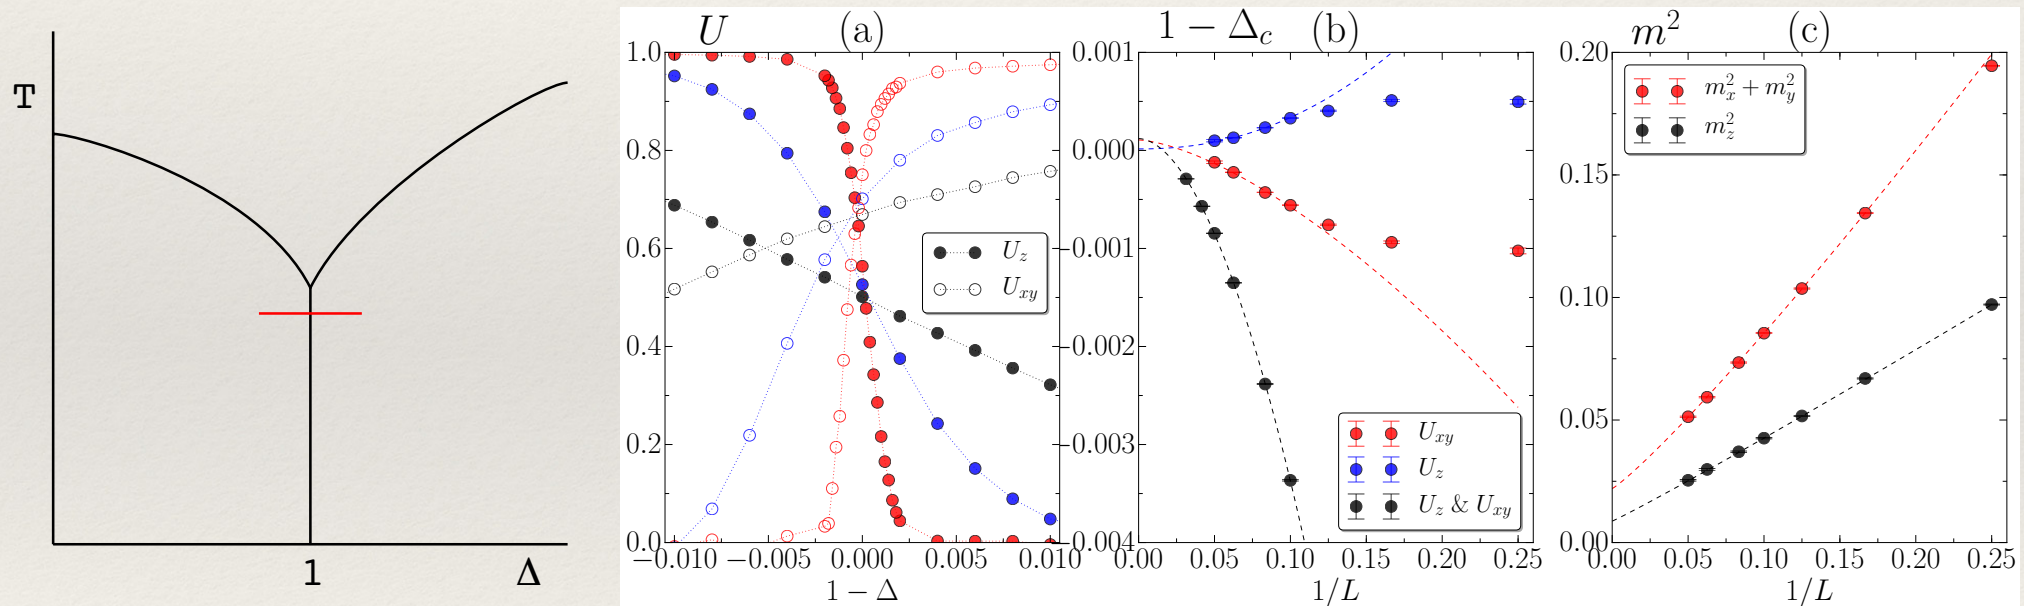 T
1
Δ
U (a)
1.0
0.8
0.6
0.4
0.2
0.0
−0.010 −0.005 0.000 0.005 0.010
1 − Δ
U_z
U_xy
1 − Δ_c (b)
0.001
0.000
−0.001
−0.002
−0.003
−0.004
0.00 0.05 0.10 0.15 0.20 0.25
1/L
U_xy
U_z
U_z & U_xy
m² (c)
0.20
0.15
0.10
0.05
0.00
0.00 0.05 0.10 0.15 0.20 0.25
1/L
m_x² + m_y²
m_z²